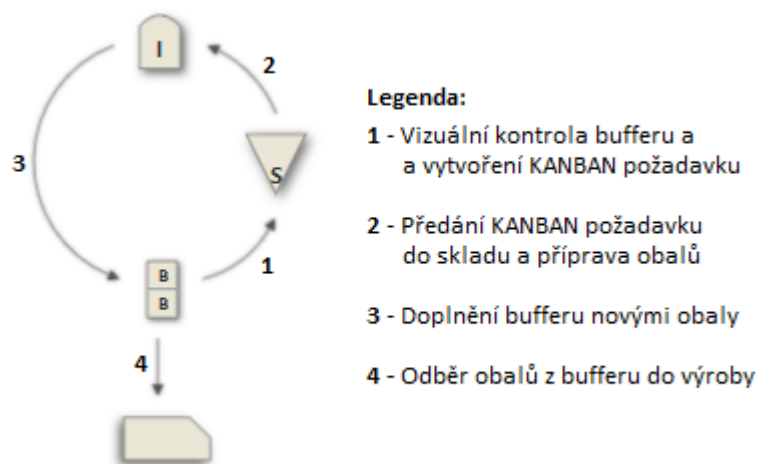 I
2
S
3
B
B
1
4
Legenda:
1 - Vizuální kontrola bufferu a
a vytvoření KANBAN požadavku
2 - Předání KANBAN požadavku
do skladu a příprava obalů
3 - Doplnění bufferu novými obaly
4 - Odběr obalů z bufferu do výroby